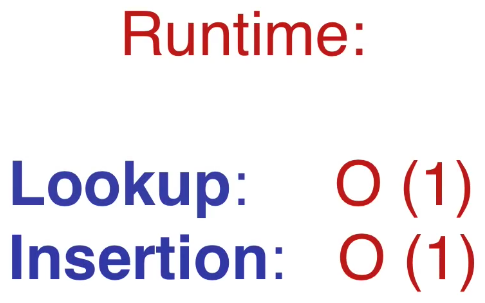 Runtime:
Lookup: O (1)
Insertion: O (1)